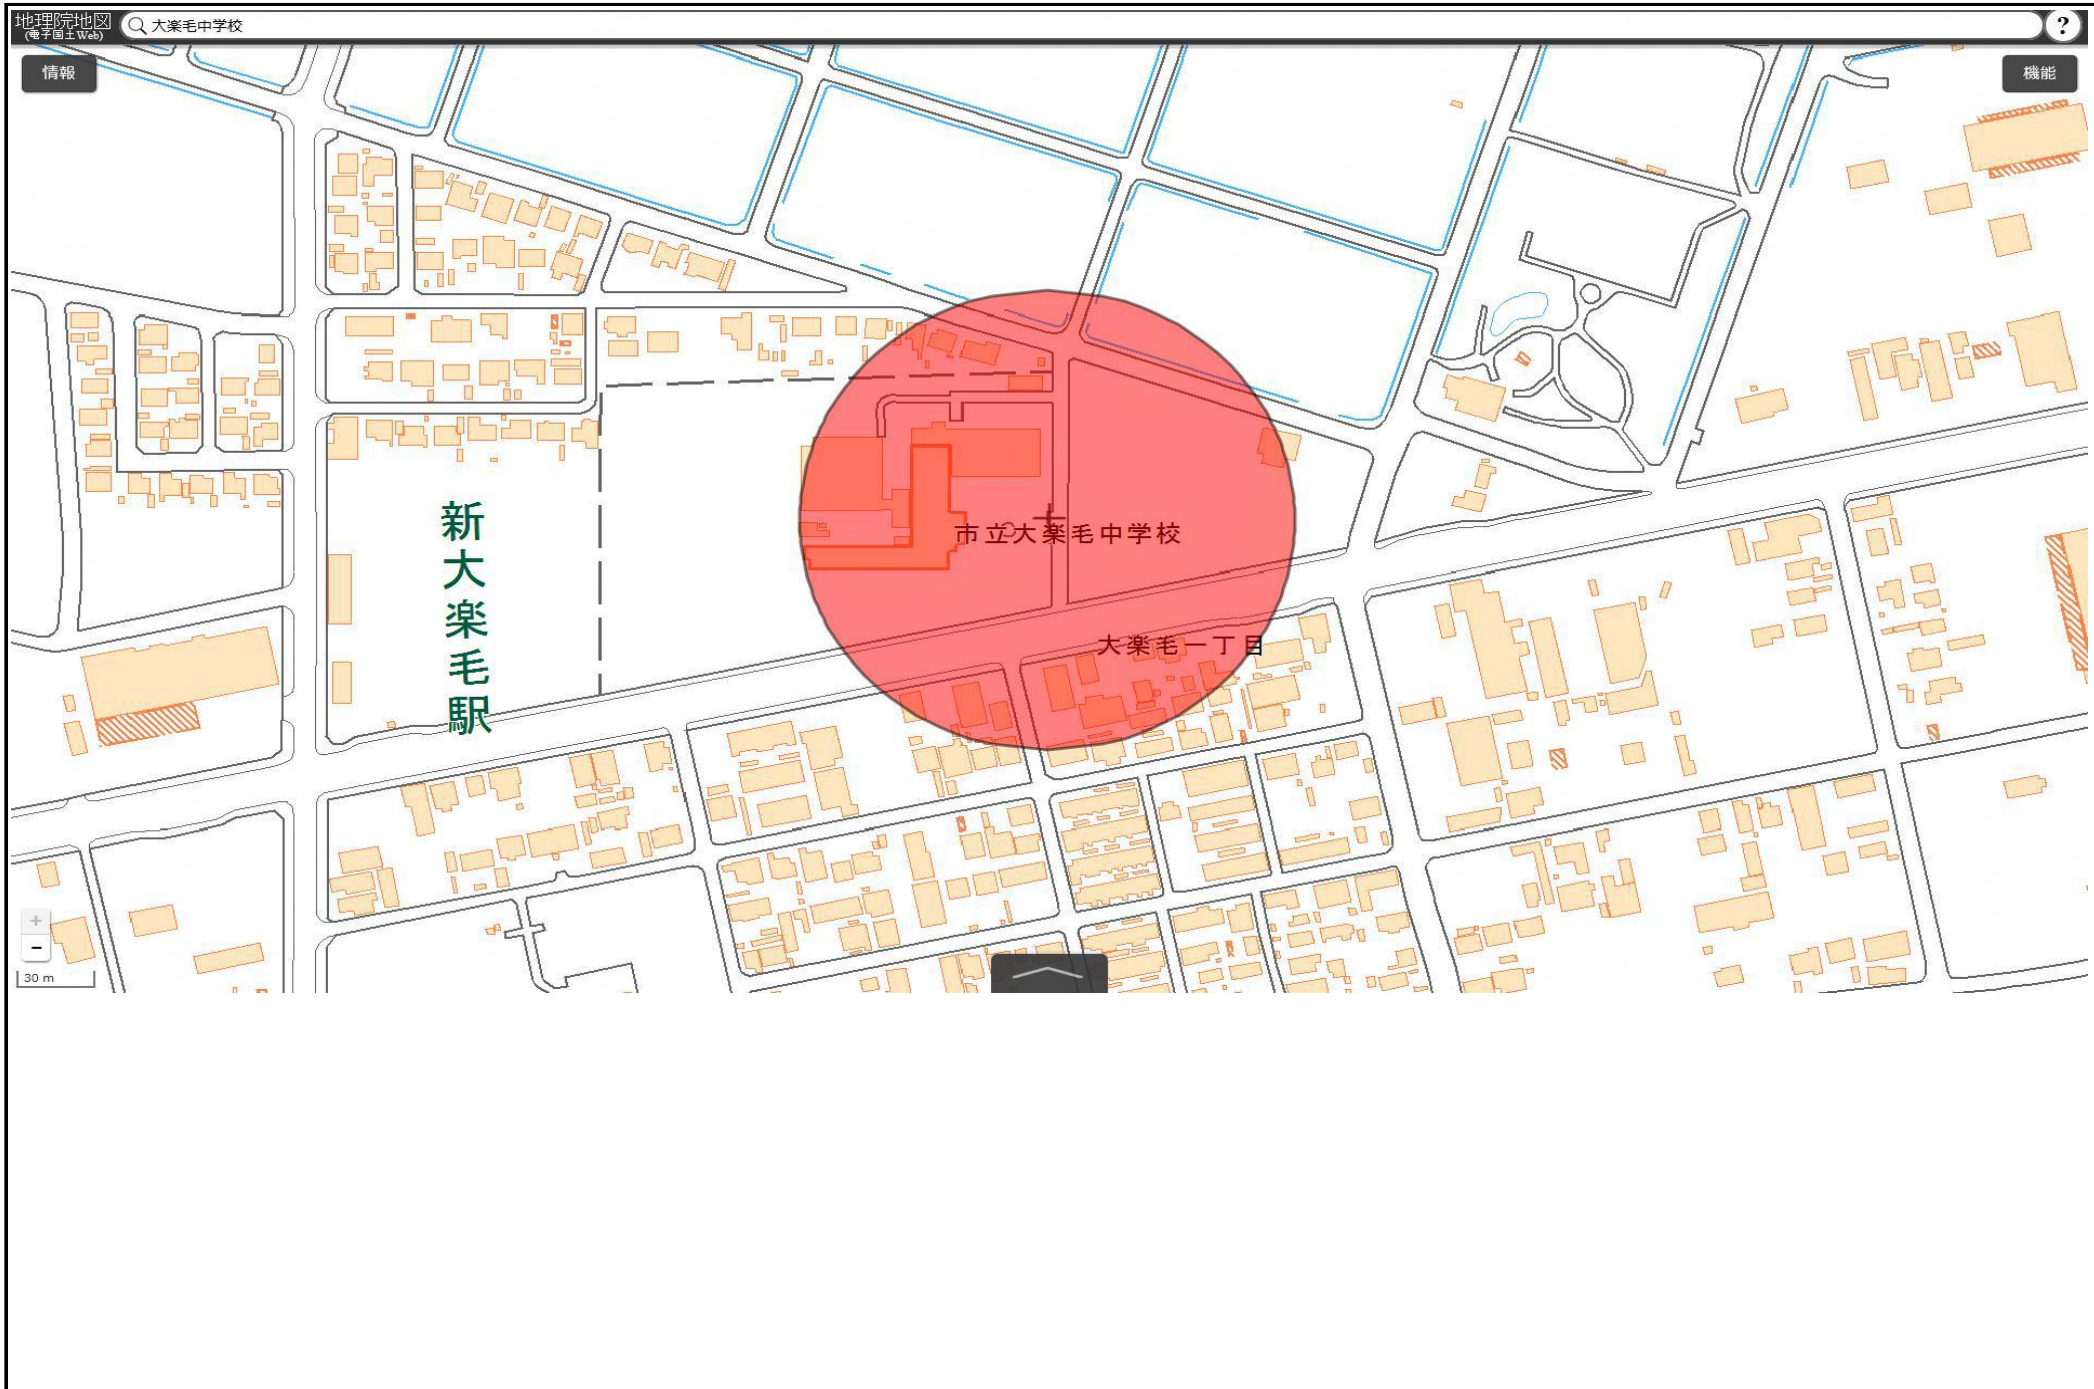 地理院地図
(電子国土Web)
大楽毛中学校
?
情報
機能
新大楽毛駅
市立大楽毛中学校
大楽毛一丁目
+
−
30 m